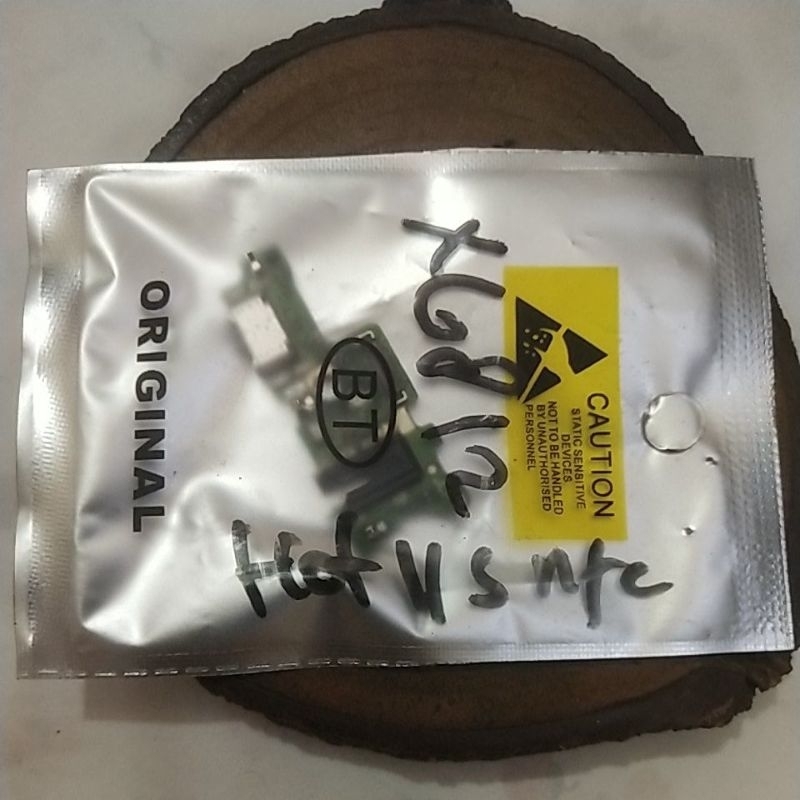 ORIGINAL
BT
X6812
Hot 11 S nfc
CAUTION
STATIC SENSITIVE
DEVICES
NOT TO BE HANDLED
BY UNAUTHORISED
PERSONNEL